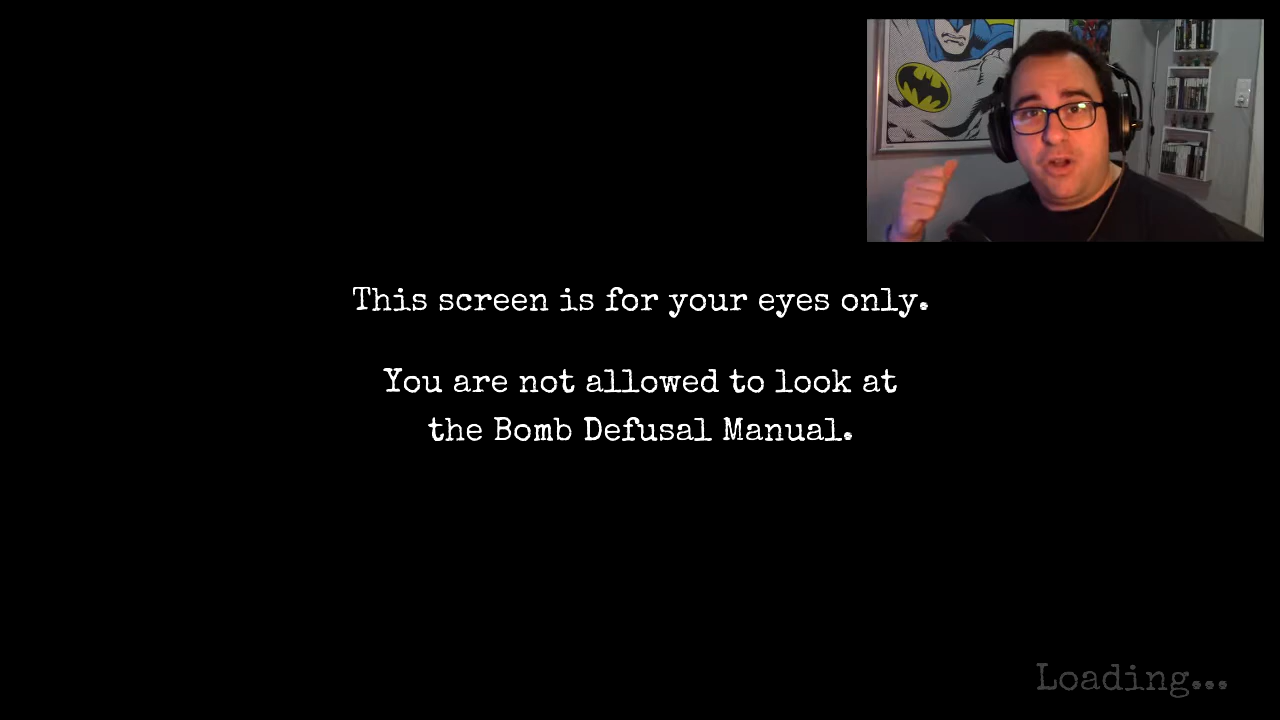 This screen is for your eyes only.
You are not allowed to look at
the Bomb Defusal Manual.
Loading...